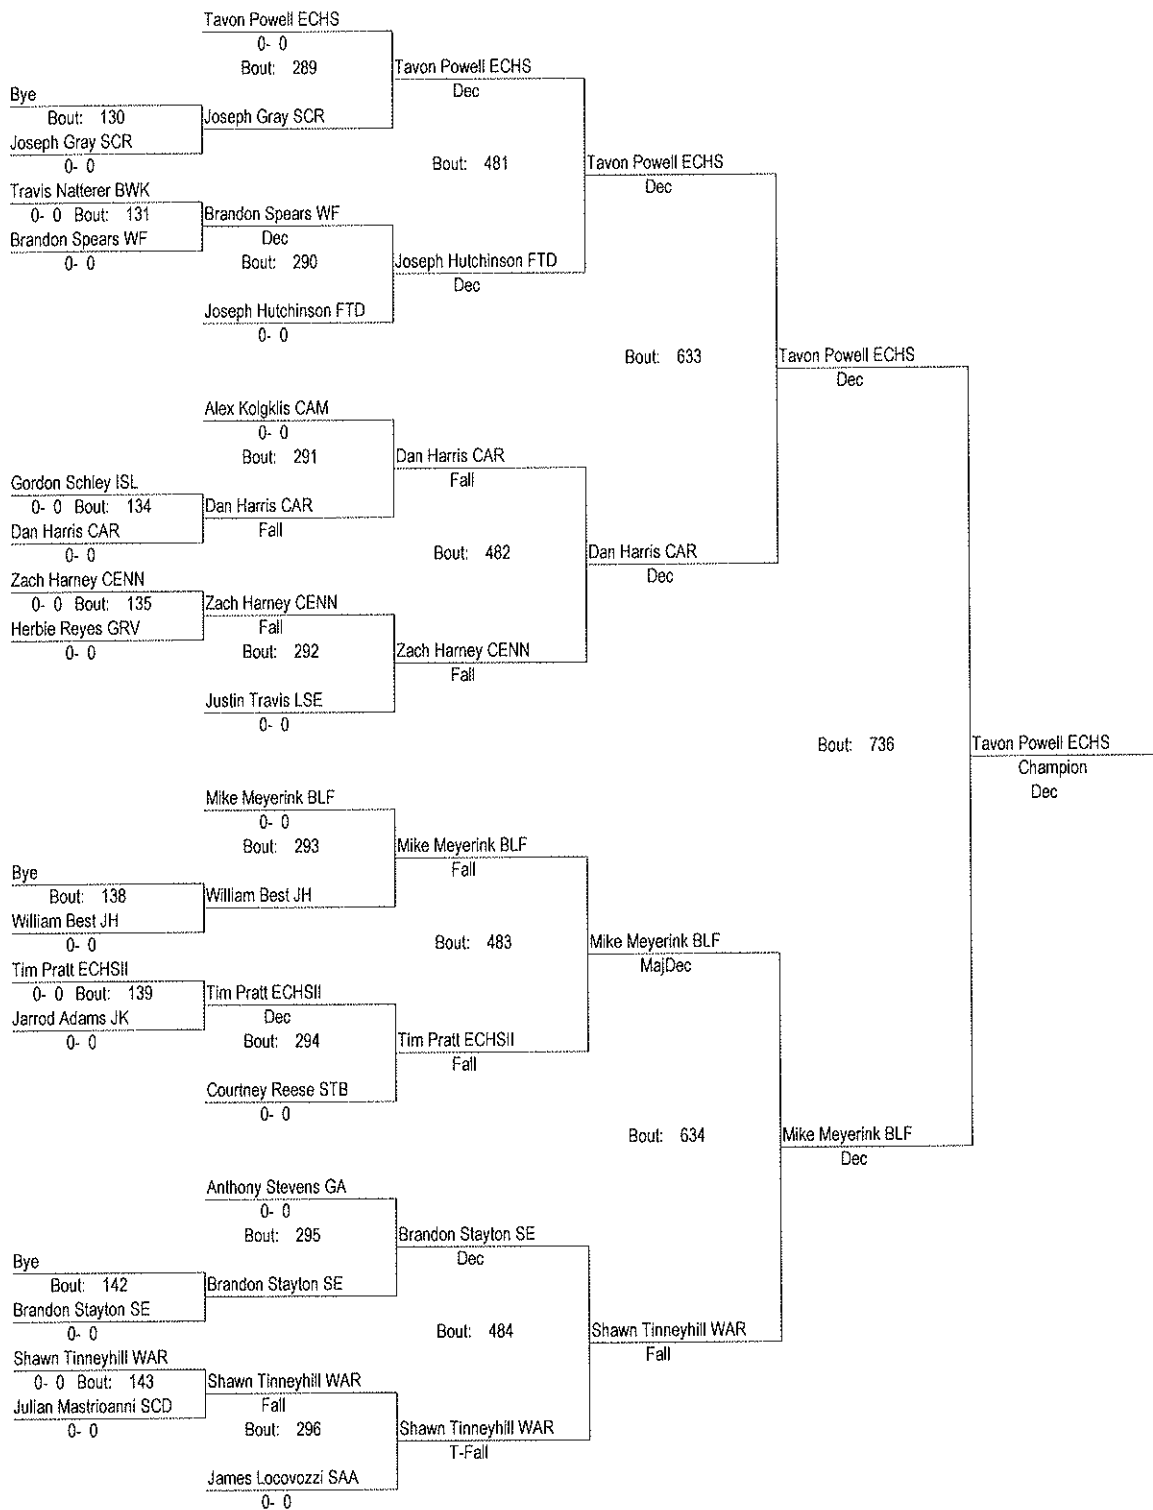 Tavon Powell ECHS
0- 0
Bout: 289
Tavon Powell ECHS
Dec
Bye
Bout: 130
Joseph Gray SCR
Joseph Gray SCR
0- 0
Bout: 481
Tavon Powell ECHS
Dec
Travis Natterer BWK
0- 0 Bout: 131
Brandon Spears WF
Brandon Spears WF
0- 0
Dec
Bout: 290
Joseph Hutchinson FTD
Dec
Joseph Hutchinson FTD
0- 0
Bout: 633
Tavon Powell ECHS
Dec
Alex Kolgklis CAM
0- 0
Bout: 291
Dan Harris CAR
Fall
Gordon Schley ISL
0- 0 Bout: 134
Dan Harris CAR
Dan Harris CAR
0- 0
Fall
Bout: 482
Dan Harris CAR
Dec
Zach Harney CENN
0- 0 Bout: 135
Zach Harney CENN
Herbie Reyes GRV
0- 0
Fall
Bout: 292
Zach Harney CENN
Fall
Justin Travis LSE
0- 0
Bout: 736
Tavon Powell ECHS
Champion
Dec
Mike Meyerink BLF
0- 0
Bout: 293
Mike Meyerink BLF
Fall
Bye
Bout: 138
William Best JH
William Best JH
0- 0
Bout: 483
Mike Meyerink BLF
MajDec
Tim Pratt ECHSII
0- 0 Bout: 139
Tim Pratt ECHSII
Jarrod Adams JK
0- 0
Dec
Bout: 294
Tim Pratt ECHSII
Fall
Courtney Reese STB
0- 0
Bout: 634
Mike Meyerink BLF
Dec
Anthony Stevens GA
0- 0
Bout: 295
Brandon Stayton SE
Dec
Bye
Bout: 142
Brandon Stayton SE
Brandon Stayton SE
0- 0
Bout: 484
Shawn Tinneyhill WAR
Fall
Shawn Tinneyhill WAR
0- 0 Bout: 143
Shawn Tinneyhill WAR
Julian Mastrioanni SCD
0- 0
Fall
Bout: 296
Shawn Tinneyhill WAR
T-Fall
James Locovozzi SAA
0- 0